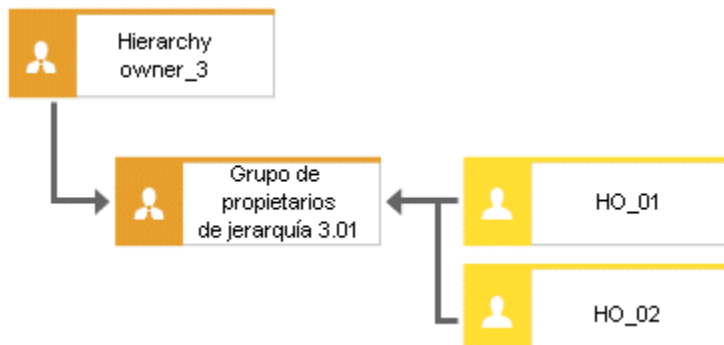 Hierarchy
owner_3
Grupo de
propietarios
de jerarquía 3.01
HO_01
HO_02